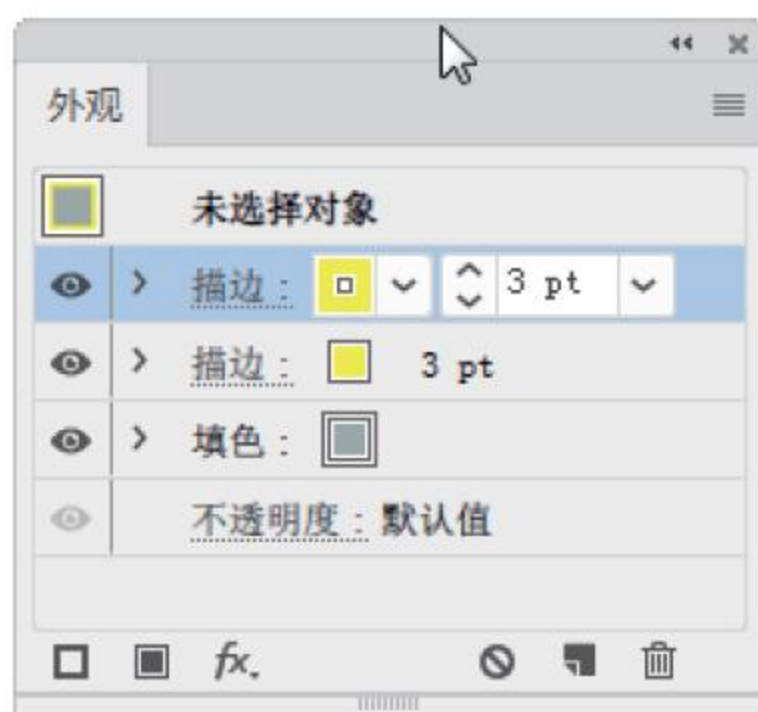 外观
未选择对象
描边： 3 pt
描边： 3 pt
填色：
不透明度：默认值
fx.